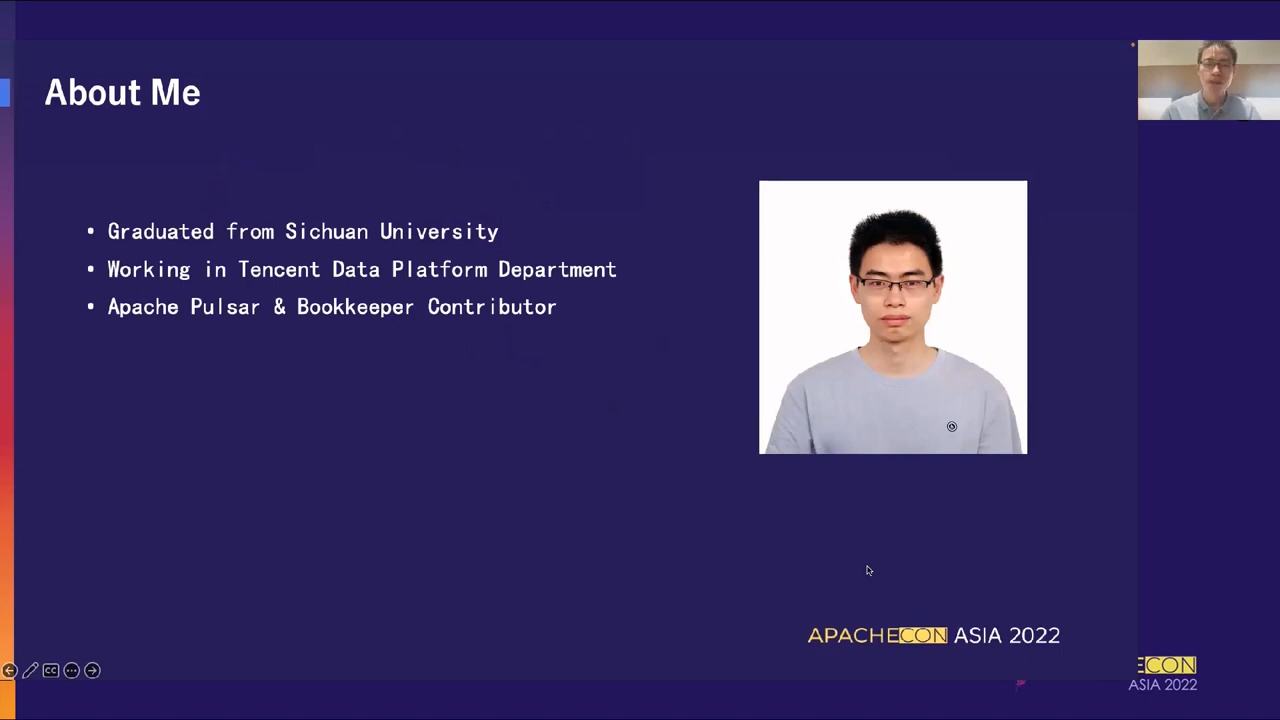 About Me
• Graduated from Sichuan University
• Working in Tencent Data Platform Department
• Apache Pulsar & Bookkeeper Contributor
APACHECON ASIA 2022
ECON
ASIA 2022
CC